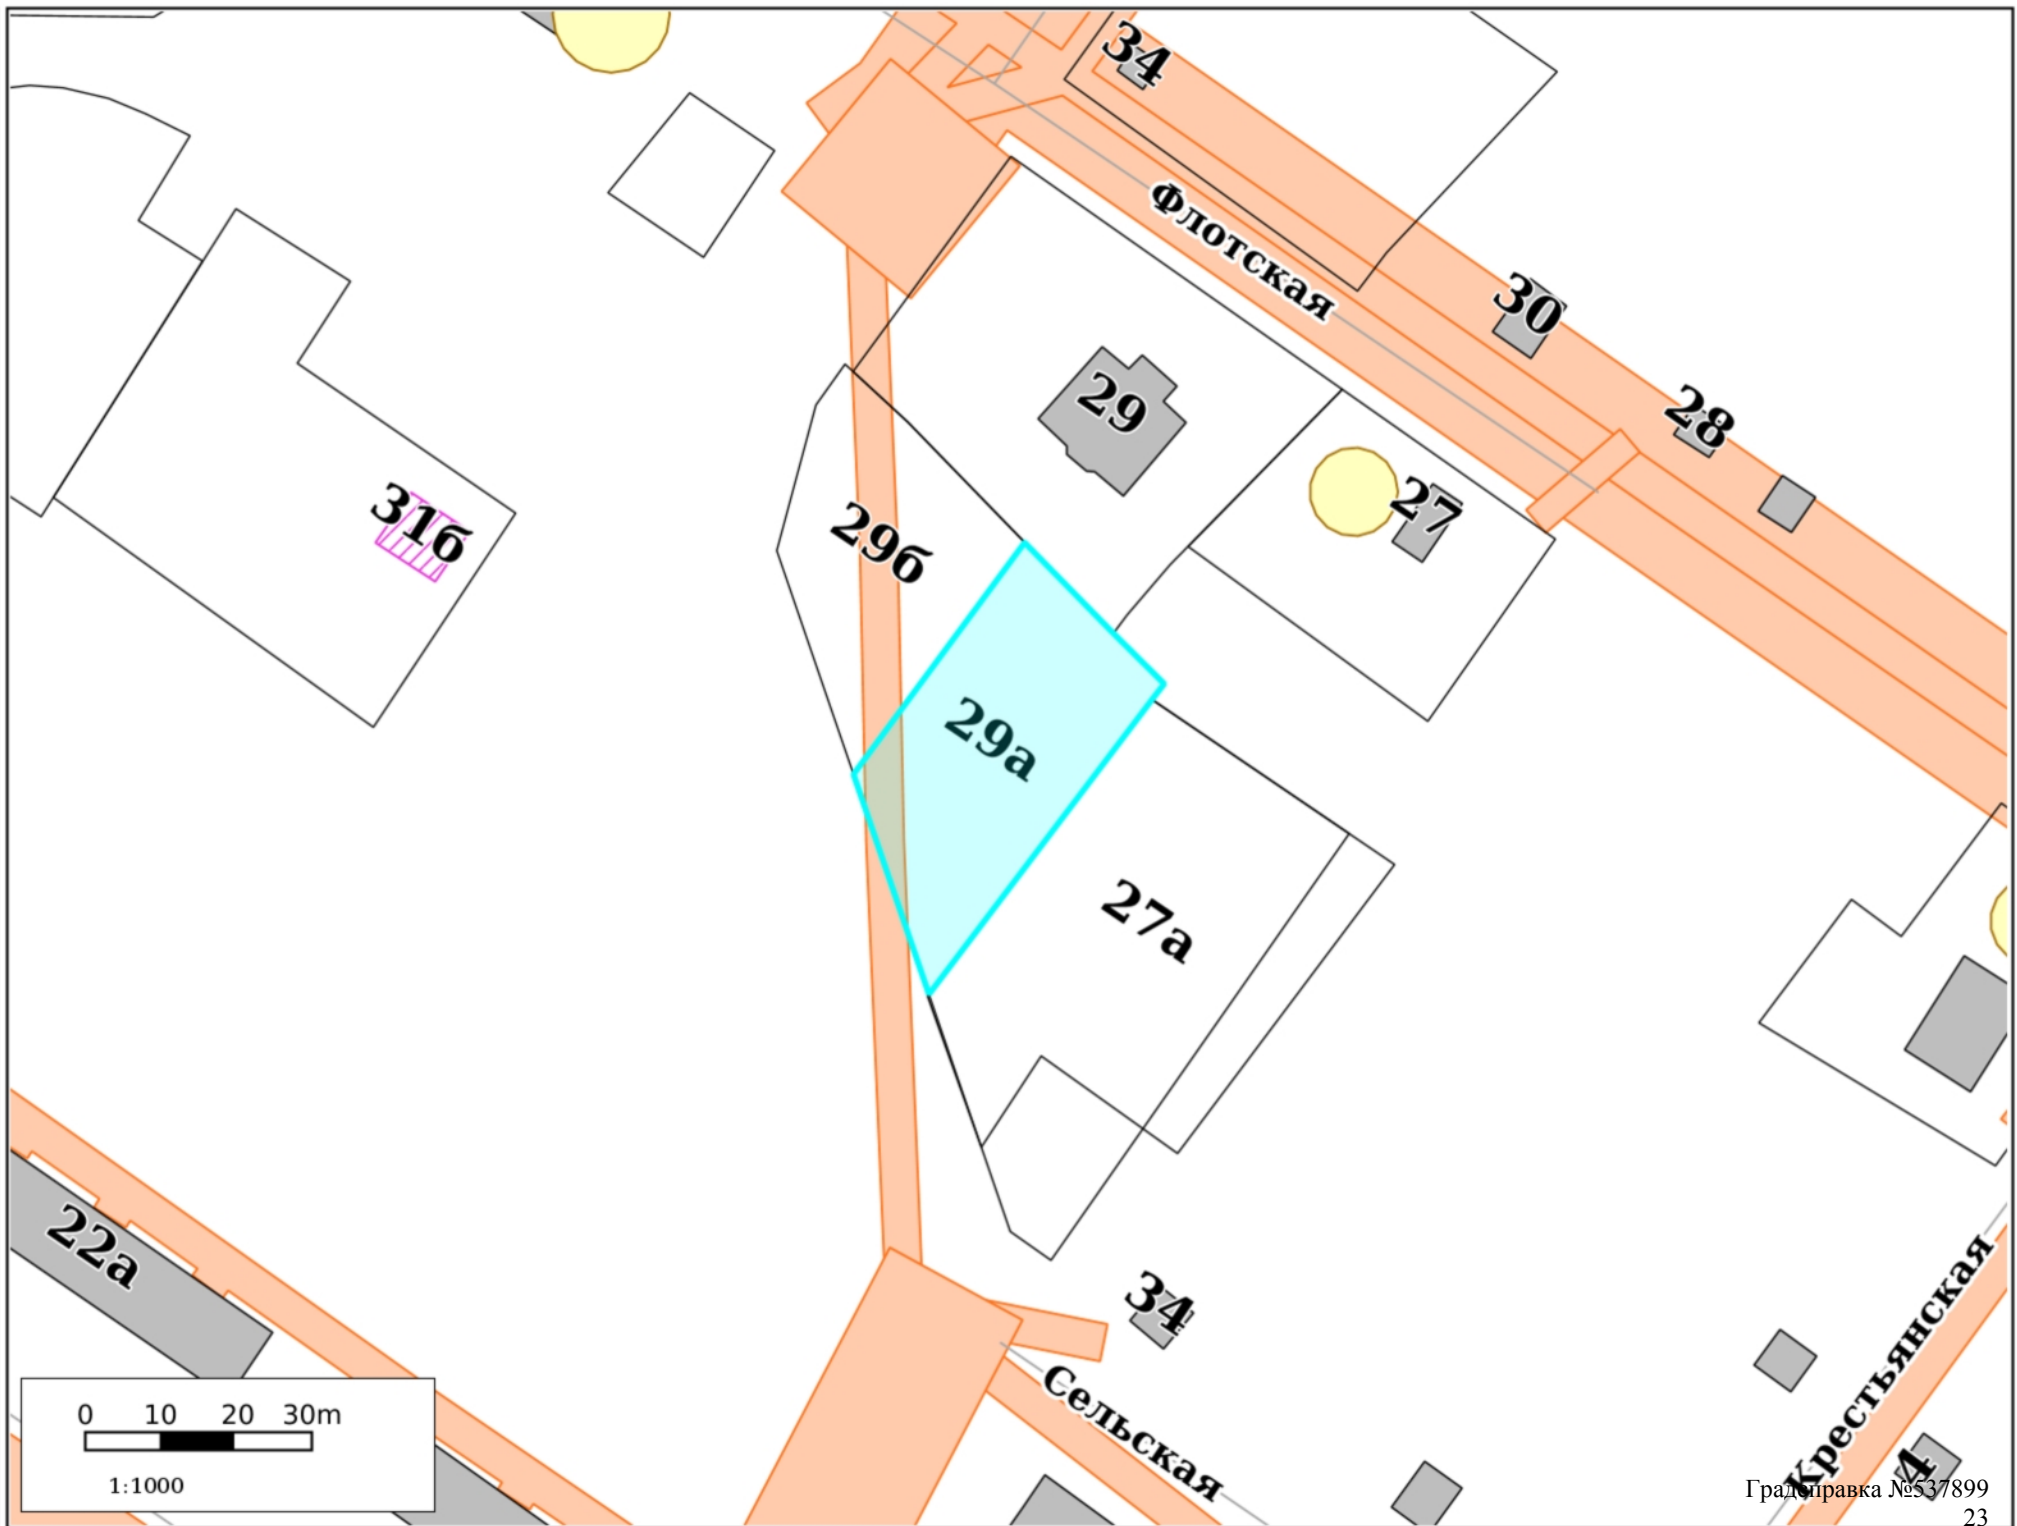 34
Флотская
30
29
28
27
31б
29б
29а
27а
22а
34
Сельская
Крестьянская
4
0 10 20 30m
1:1000
Градоправка №537899
23